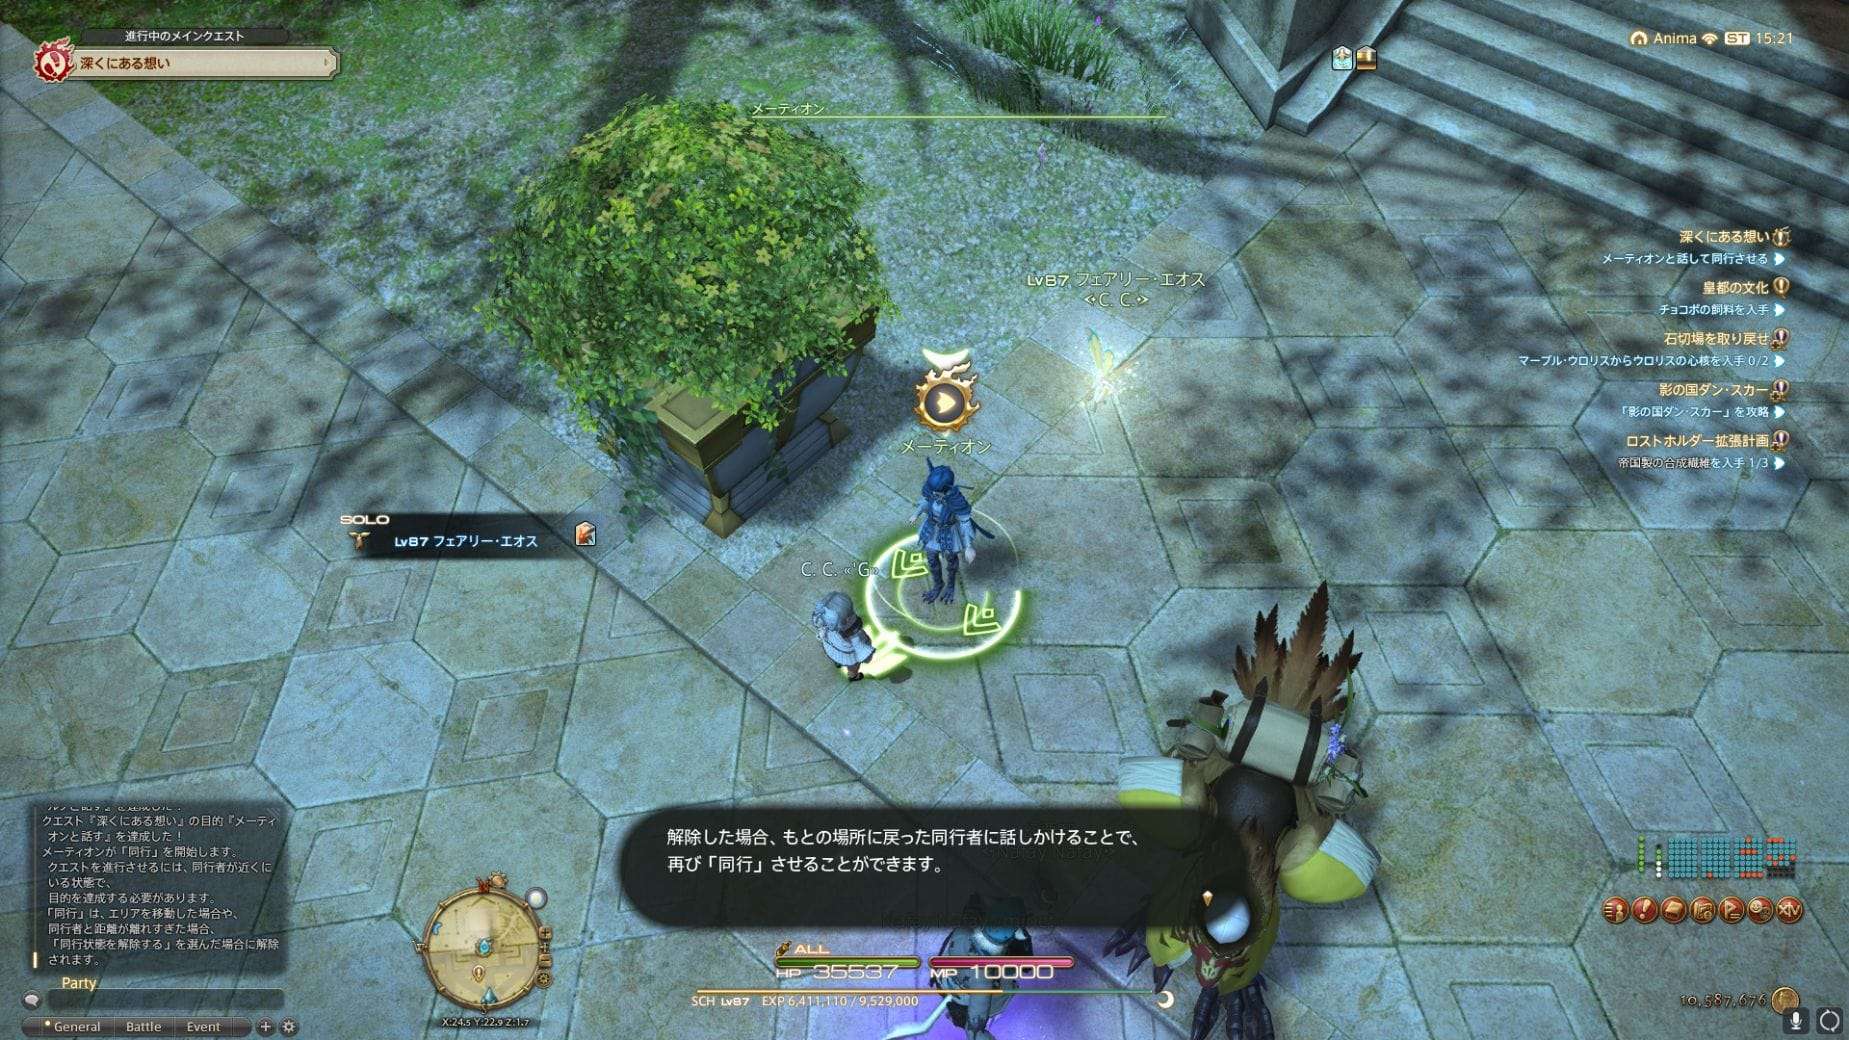 進行中のメインクエスト
深くにある想い
Anima ST 15:21
メーティオン
深くにある想い
メーティオンと話して同行させる
皇都の文化
チョコボの飼料を入手
石切場を取り戻せ
マーブル・ウロリスからウロリスの心核を入手 0/2
影の国ダン・スカー
「影の国ダン・スカー」を攻略
ロストホルダー拡張計画
帝国製の合成繊維を入手 1/3
Lv87 フェアリー・エオス
C. C.
メーティオン
SOLO
Lv87 フェアリー・エオス
C. C. «'G»
クエスト『深くにある想い』の目的『メーティ
オンと話す』を達成した！
メーティオンが「同行」を開始します。
クエストを進行させるには、同行者が近くに
いる状態で、
目的を達成する必要があります。
「同行」は、エリアを移動した場合や、
同行者と距離が離れすぎた場合、
「同行状態を解除する」を選んだ場合に解除
されます。
Party
General Battle Event
解除した場合、もとの場所に戻った同行者に話しかけることで、
再び「同行」させることができます。
X:24.5 Y:22.9 Z:1.7
ALL
HP 35537 MP 10000
SCH Lv87 EXP 6,411,110 / 9,529,000
XIV
10,587,676